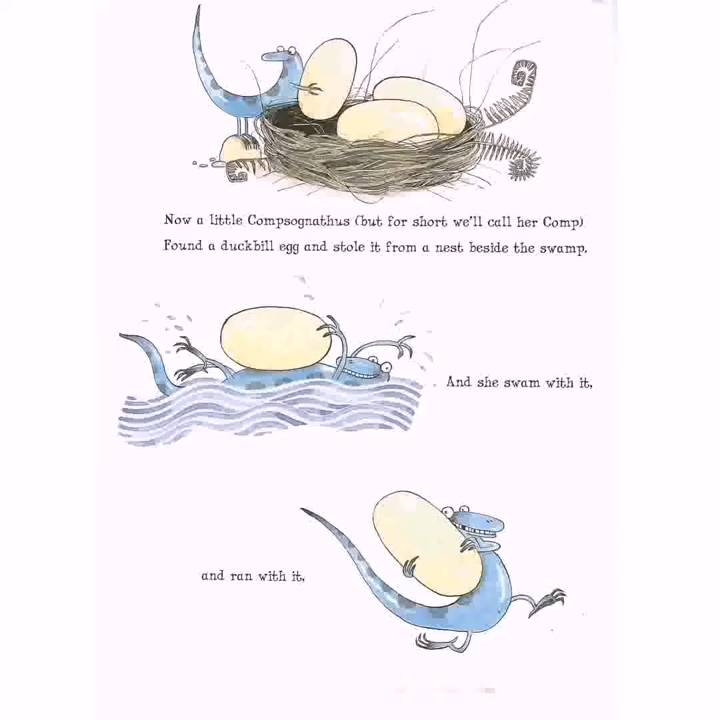 Now a little Compsognathus (but for short we'll call her Comp)
Found a duckbill egg and stole it from a nest beside the swamp,
And she swam with it,
and ran with it,